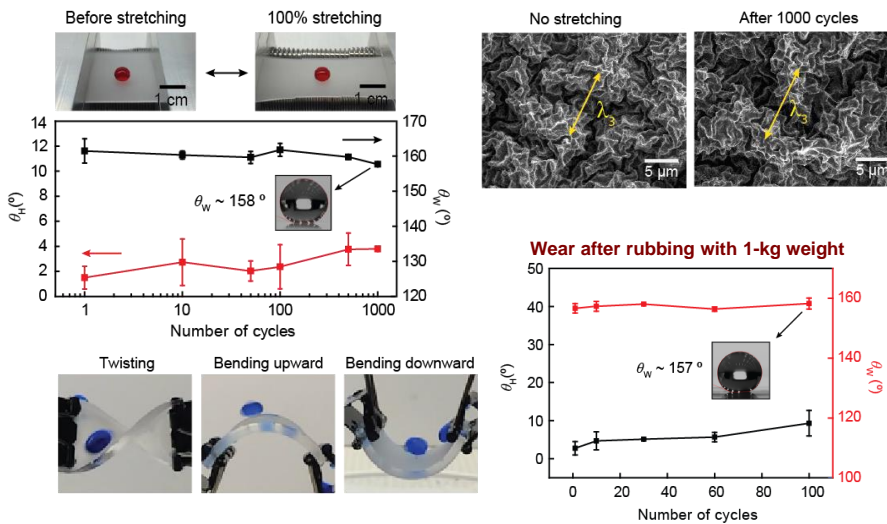 Before stretching
100% stretching
1 cm
1 cm
No stretching
After 1000 cycles
λ3
5 μm
λ3
5 μm
14
12
10
8
6
4
2
0
θH(º)
170
160
150
140
130
120
θW (º)
θW ~ 158 º
1
10
100
1000
Number of cycles
Twisting
Bending upward
Bending downward
Wear after rubbing with 1-kg weight
50
40
30
20
10
0
θH(º)
160
140
120
100
θW (º)
θW ~ 157 º
0
20
40
60
80
100
Number of cycles